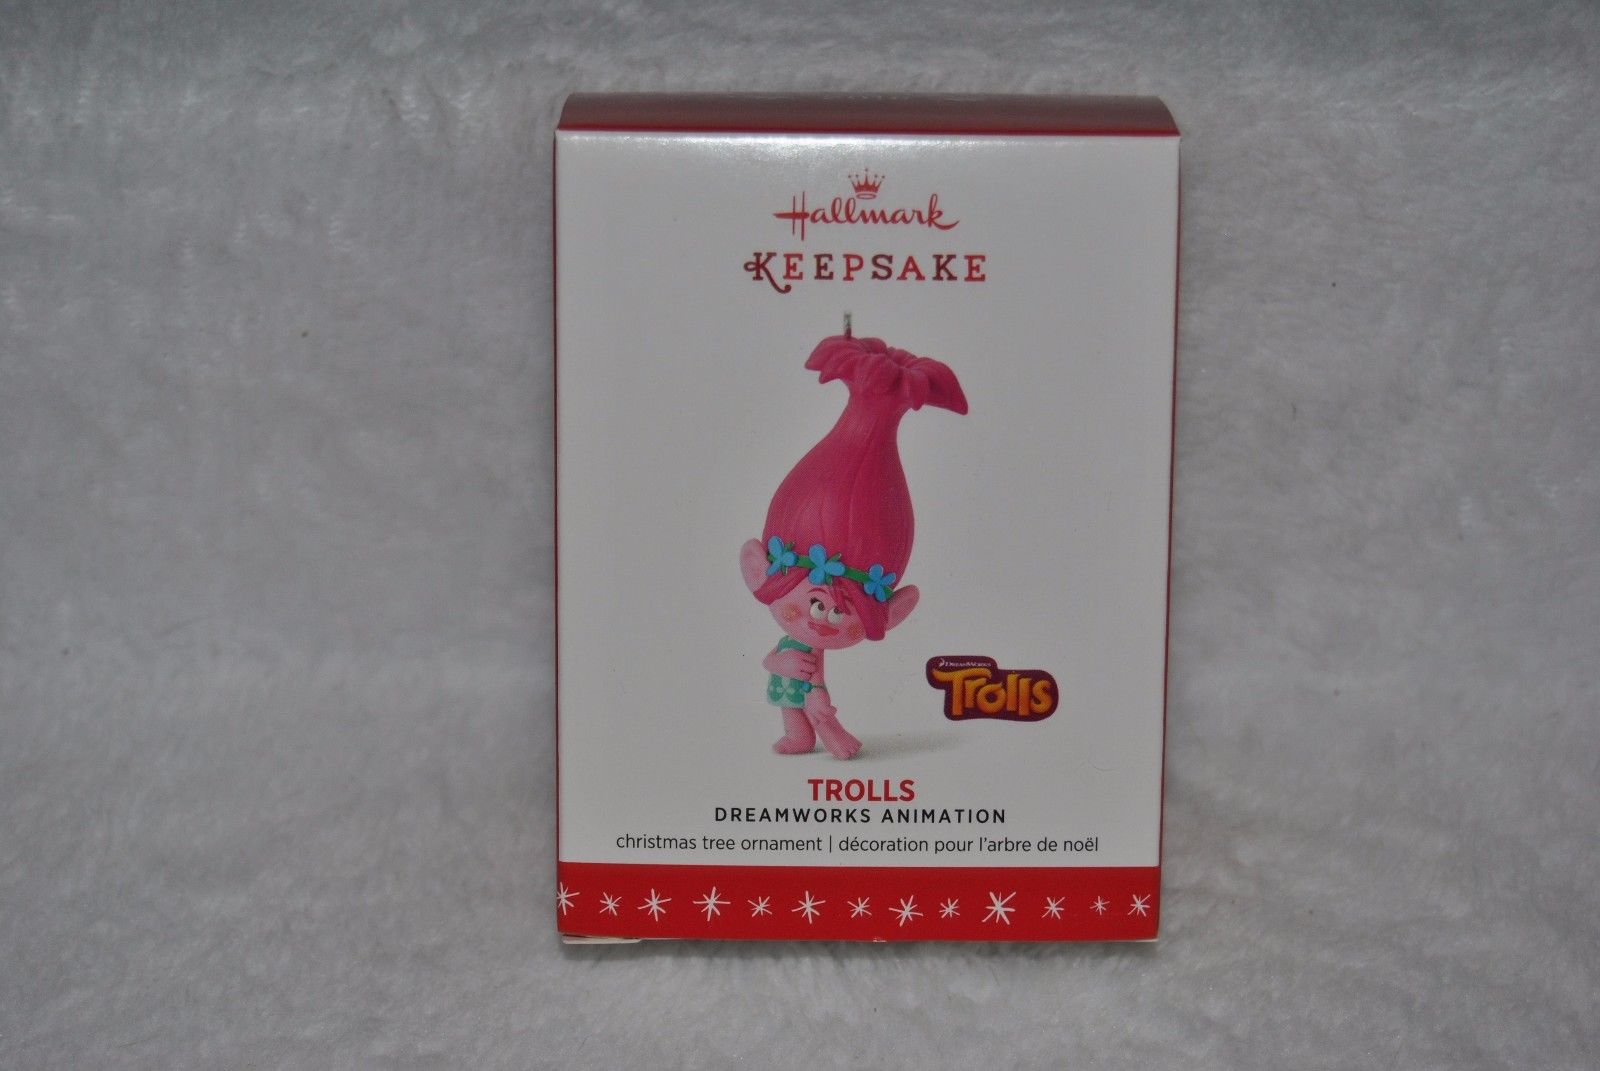 Hallmark
KEEPSAKE
DREAMWORKS
Trolls
TROLLS
DREAMWORKS ANIMATION
christmas tree ornament | décoration pour l'arbre de noël